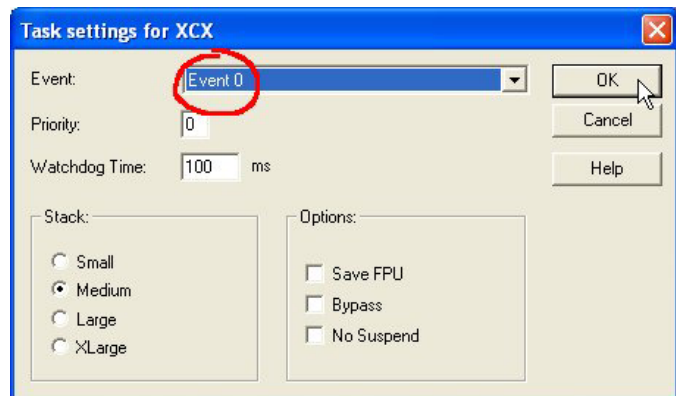 Task settings for XCX
Event:
Event 0
OK
Priority:
0
Cancel
Watchdog Time:
100
ms
Help
Stack:
Small
Medium
Large
XLarge
Options:
Save FPU
Bypass
No Suspend